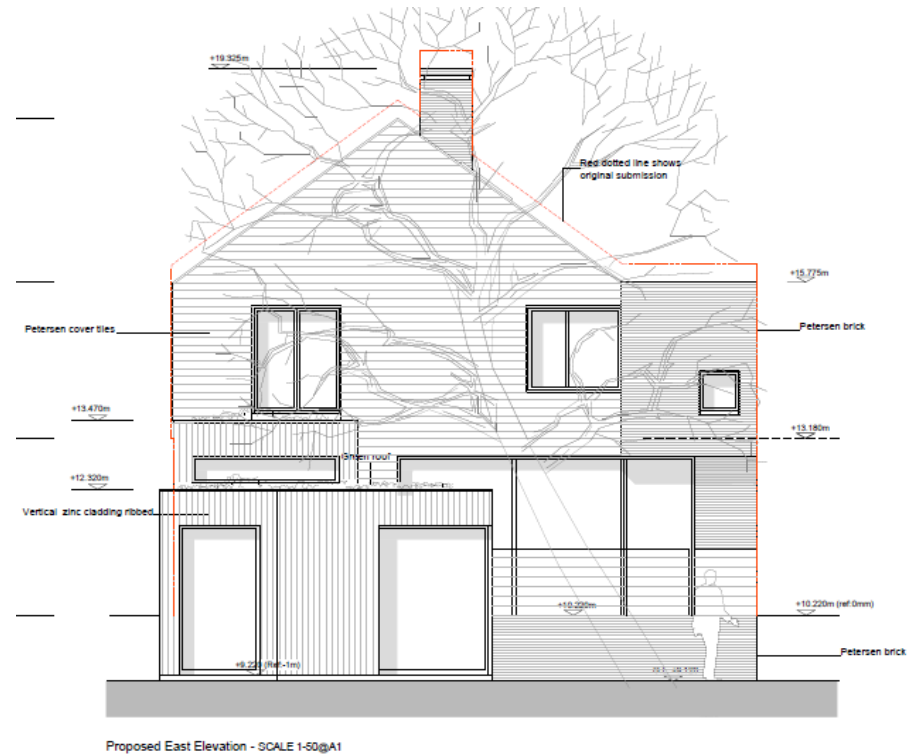 +19.325m
Red dotted line shows
original submission
+15.775m
Petersen cover tiles
Petersen brick
+13.470m
+13.180m
Green roof
+12.320m
Vertical zinc cladding ribbed
+10.220m
+10.220m (ref:0mm)
Petersen brick
+9.220 (Ref:-1m)
Proposed East Elevation - SCALE 1-50@A1